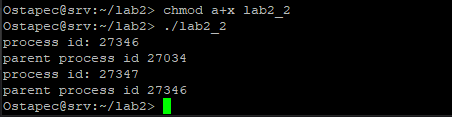 Ostapec@srv:~/lab2> chmod a+x lab2_2
Ostapec@srv:~/lab2> ./lab2_2
process id: 27346
parent process id 27034
process id: 27347
parent process id 27346
Ostapec@srv:~/lab2>